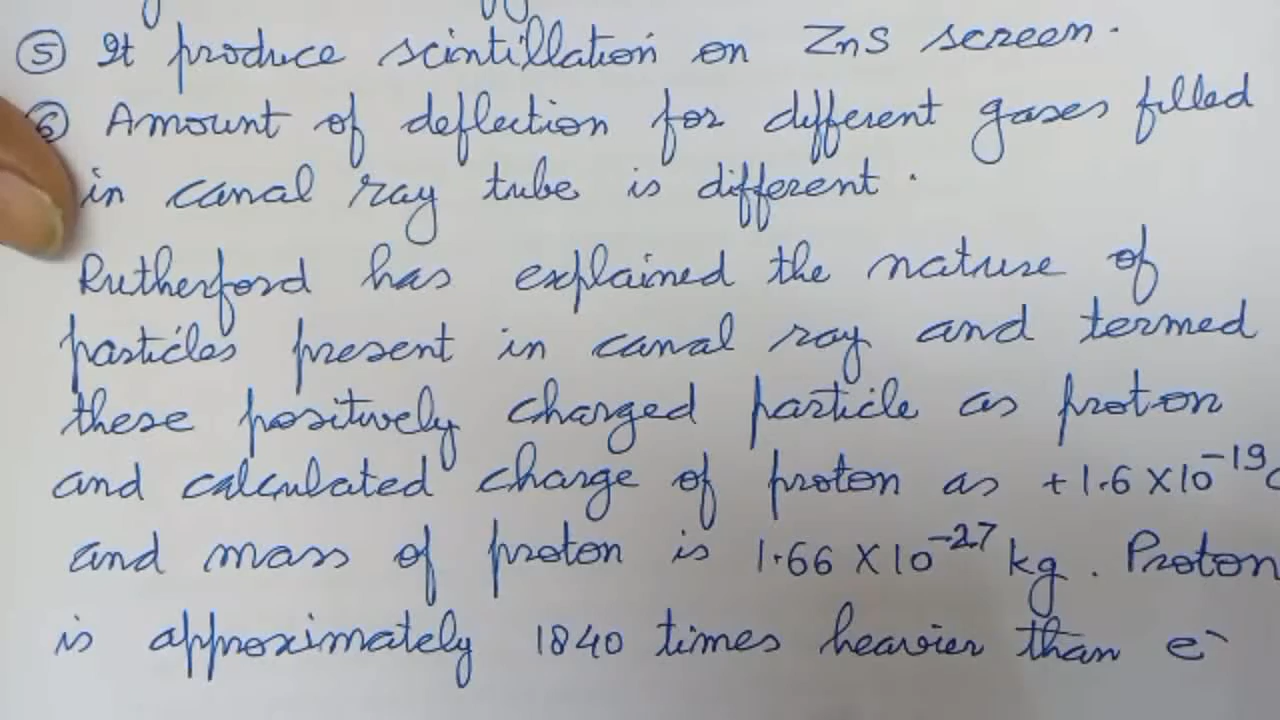 ⑤ It produce scintillation on ZnS screen.
⑥ Amount of deflection for different gases filled
in canal ray tube is different.
Rutherford has explained the nature of
particles present in canal ray and termed
these positively charged particle as proton
and calculated charge of proton as +1.6 X 10⁻¹⁹C
and mass of proton is 1.66 X 10⁻²⁷ kg. Proton
is approximately 1840 times heavier than e⁻